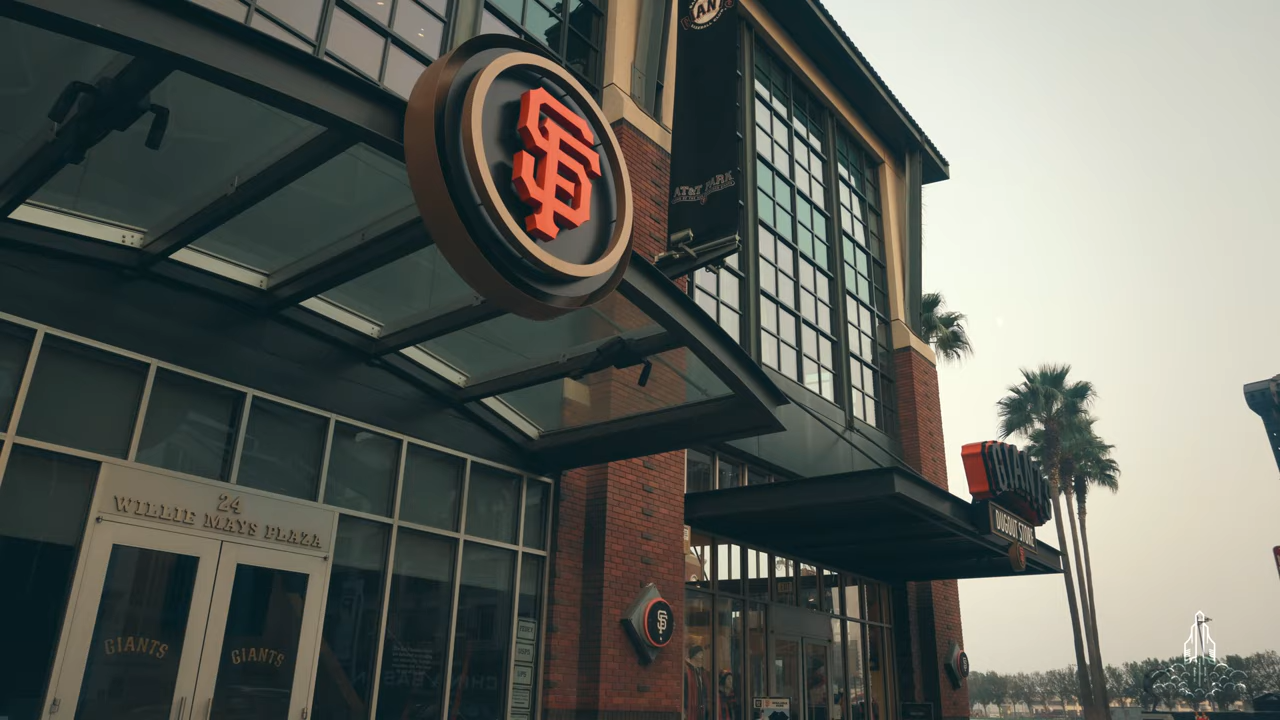 SF
AT&T PARK
24
WILLIE MAYS PLAZA
GIANTS
GIANTS
SF
GIANTS
DUGOUT STORE